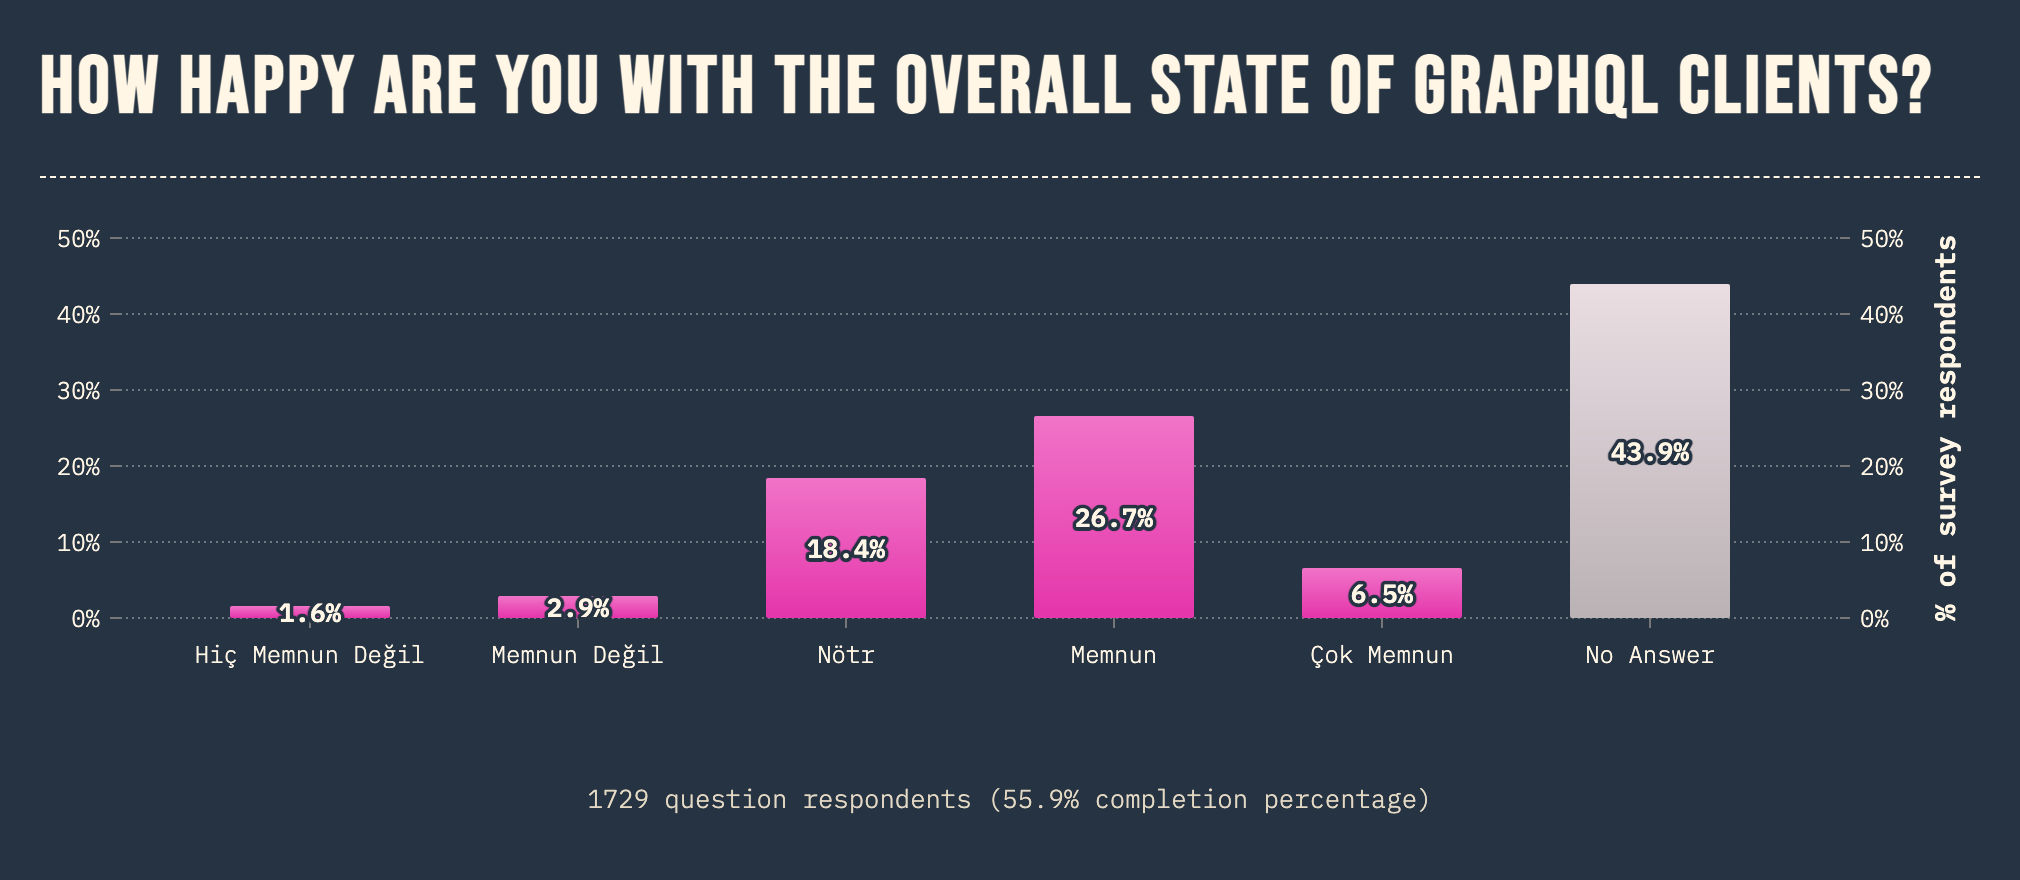 HOW HAPPY ARE YOU WITH THE OVERALL STATE OF GRAPHQL CLIENTS?
50%
40%
30%
20%
10%
0%
1.6%
2.9%
18.4%
26.7%
6.5%
43.9%
50%
40%
30%
20%
10%
0%
% of survey respondents
Hiç Memnun Değil
Memnun Değil
Nötr
Memnun
Çok Memnun
No Answer
1729 question respondents (55.9% completion percentage)